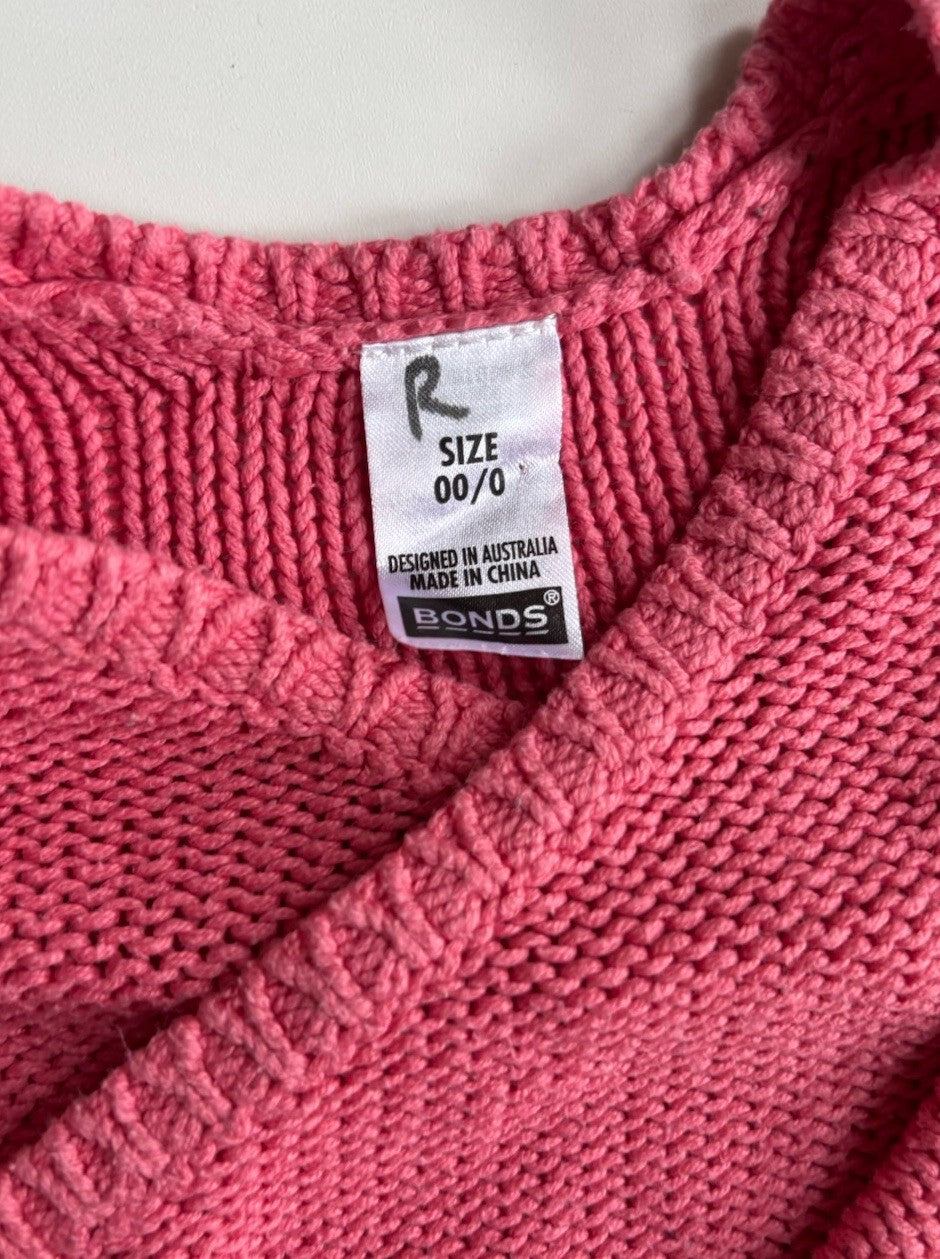 R
SIZE
00/0
DESIGNED IN AUSTRALIA
MADE IN CHINA
BONDS®